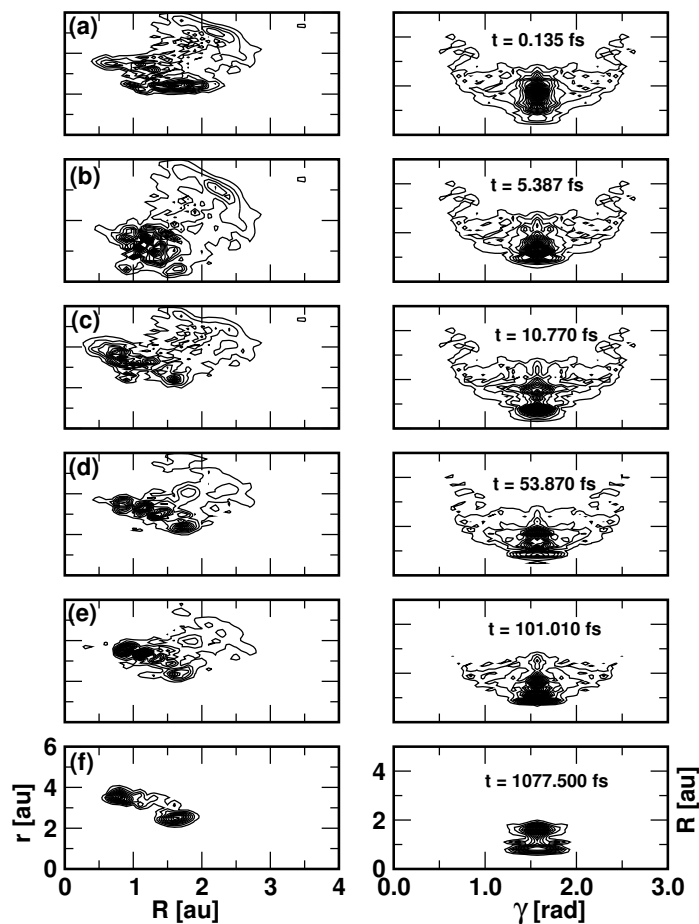 (a)
t = 0.135 fs
(b)
5.387 fs
(c)
t = 10.770 fs
(d)
t = 53.870 fs
(e)
t = 101.010 fs
(f)
t = 1077.500 fs
6
4
2
0
r [au]
0 1 2 3 4
R [au]
4
2
0
R [au]
0.0 1.0 2.0 3.0
γ [rad]